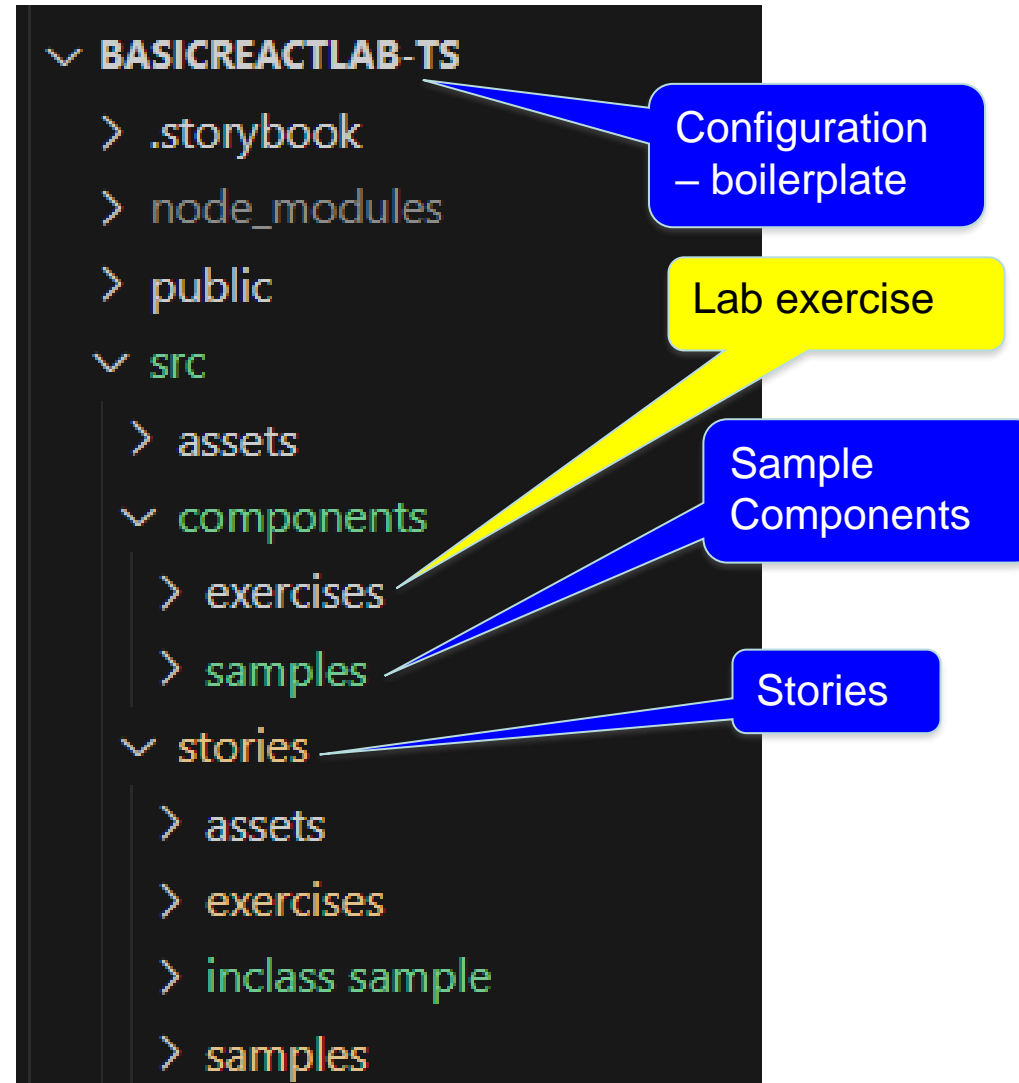 BASICREACTLAB-TS
.storybook
Configuration
– boilerplate
node_modules
public
Lab exercise
src
assets
Sample
Components
components
exercises
samples
Stories
stories
assets
exercises
inclass sample
samples